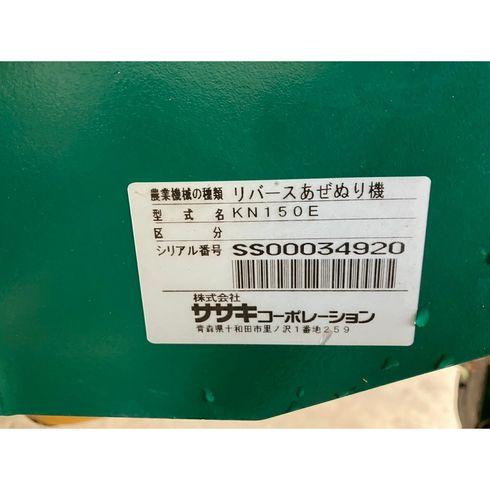 農業機械の種類 リバースあぜぬり機
型式名 KN150E
区分
シリアル番号 SS00034920
株式会社
ササキコーポレーション
青森県十和田市里ノ沢1番地259